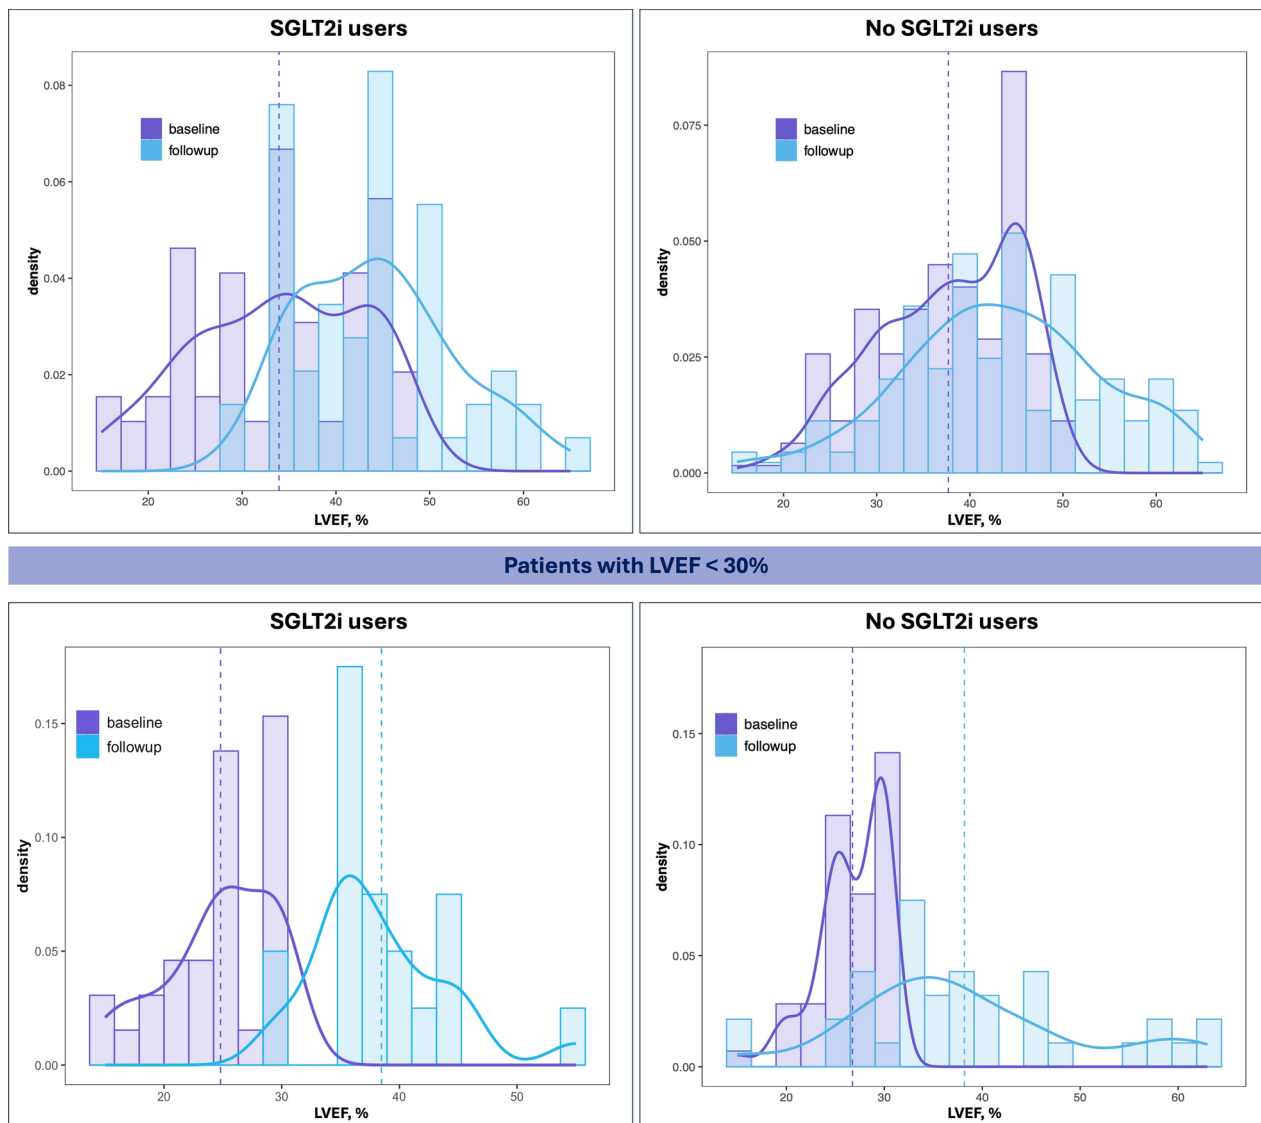 SGLT2i users
baseline
followup
0.08
0.06
0.04
0.02
0.00
density
20 30 40 50 60
LVEF, %
No SGLT2i users
baseline
followup
0.075
0.050
0.025
0.000
density
20 30 40 50 60
LVEF, %
Patients with LVEF < 30%
SGLT2i users
baseline
followup
0.15
0.10
0.05
0.00
density
20 30 40 50
LVEF, %
No SGLT2i users
baseline
followup
0.15
0.10
0.05
0.00
density
20 30 40 50 60
LVEF, %